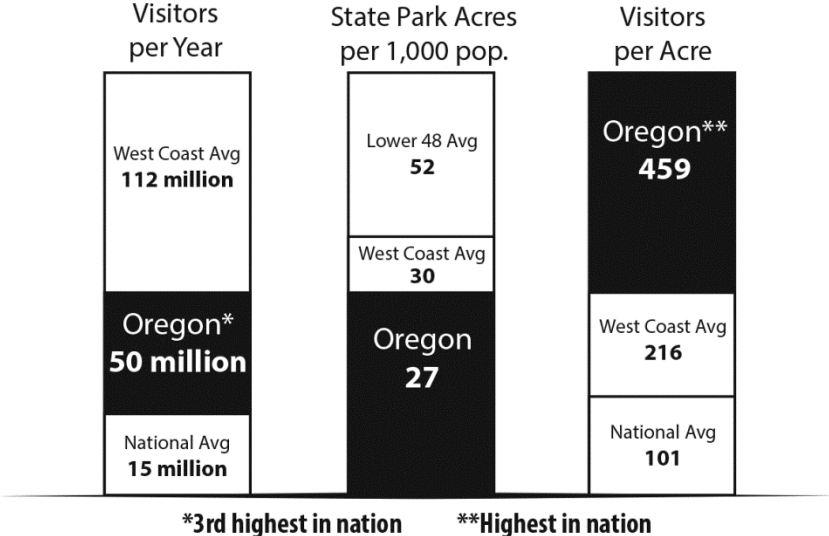 Visitors
per Year
West Coast Avg
112 million
Oregon*
50 million
National Avg
15 million
State Park Acres
per 1,000 pop.
Lower 48 Avg
52
West Coast Avg
30
Oregon
27
Visitors
per Acre
Oregon**
459
West Coast Avg
216
National Avg
101
*3rd highest in nation **Highest in nation